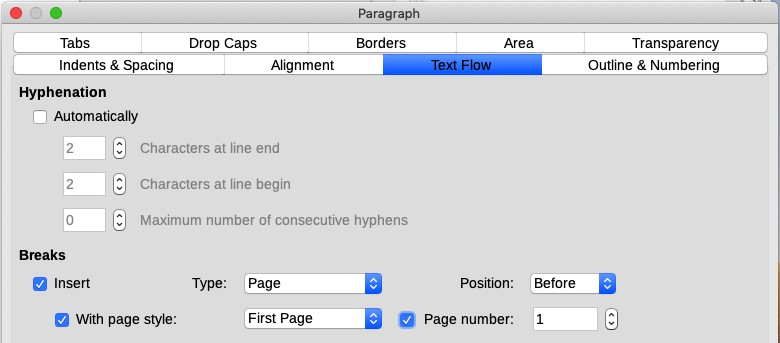 Paragraph
Tabs Drop Caps Borders Area Transparency
Indents & Spacing Alignment Text Flow Outline & Numbering
Hyphenation
Automatically
2 Characters at line end
2 Characters at line begin
0 Maximum number of consecutive hyphens
Breaks
Insert Type: Page Position: Before
With page style: First Page Page number: 1